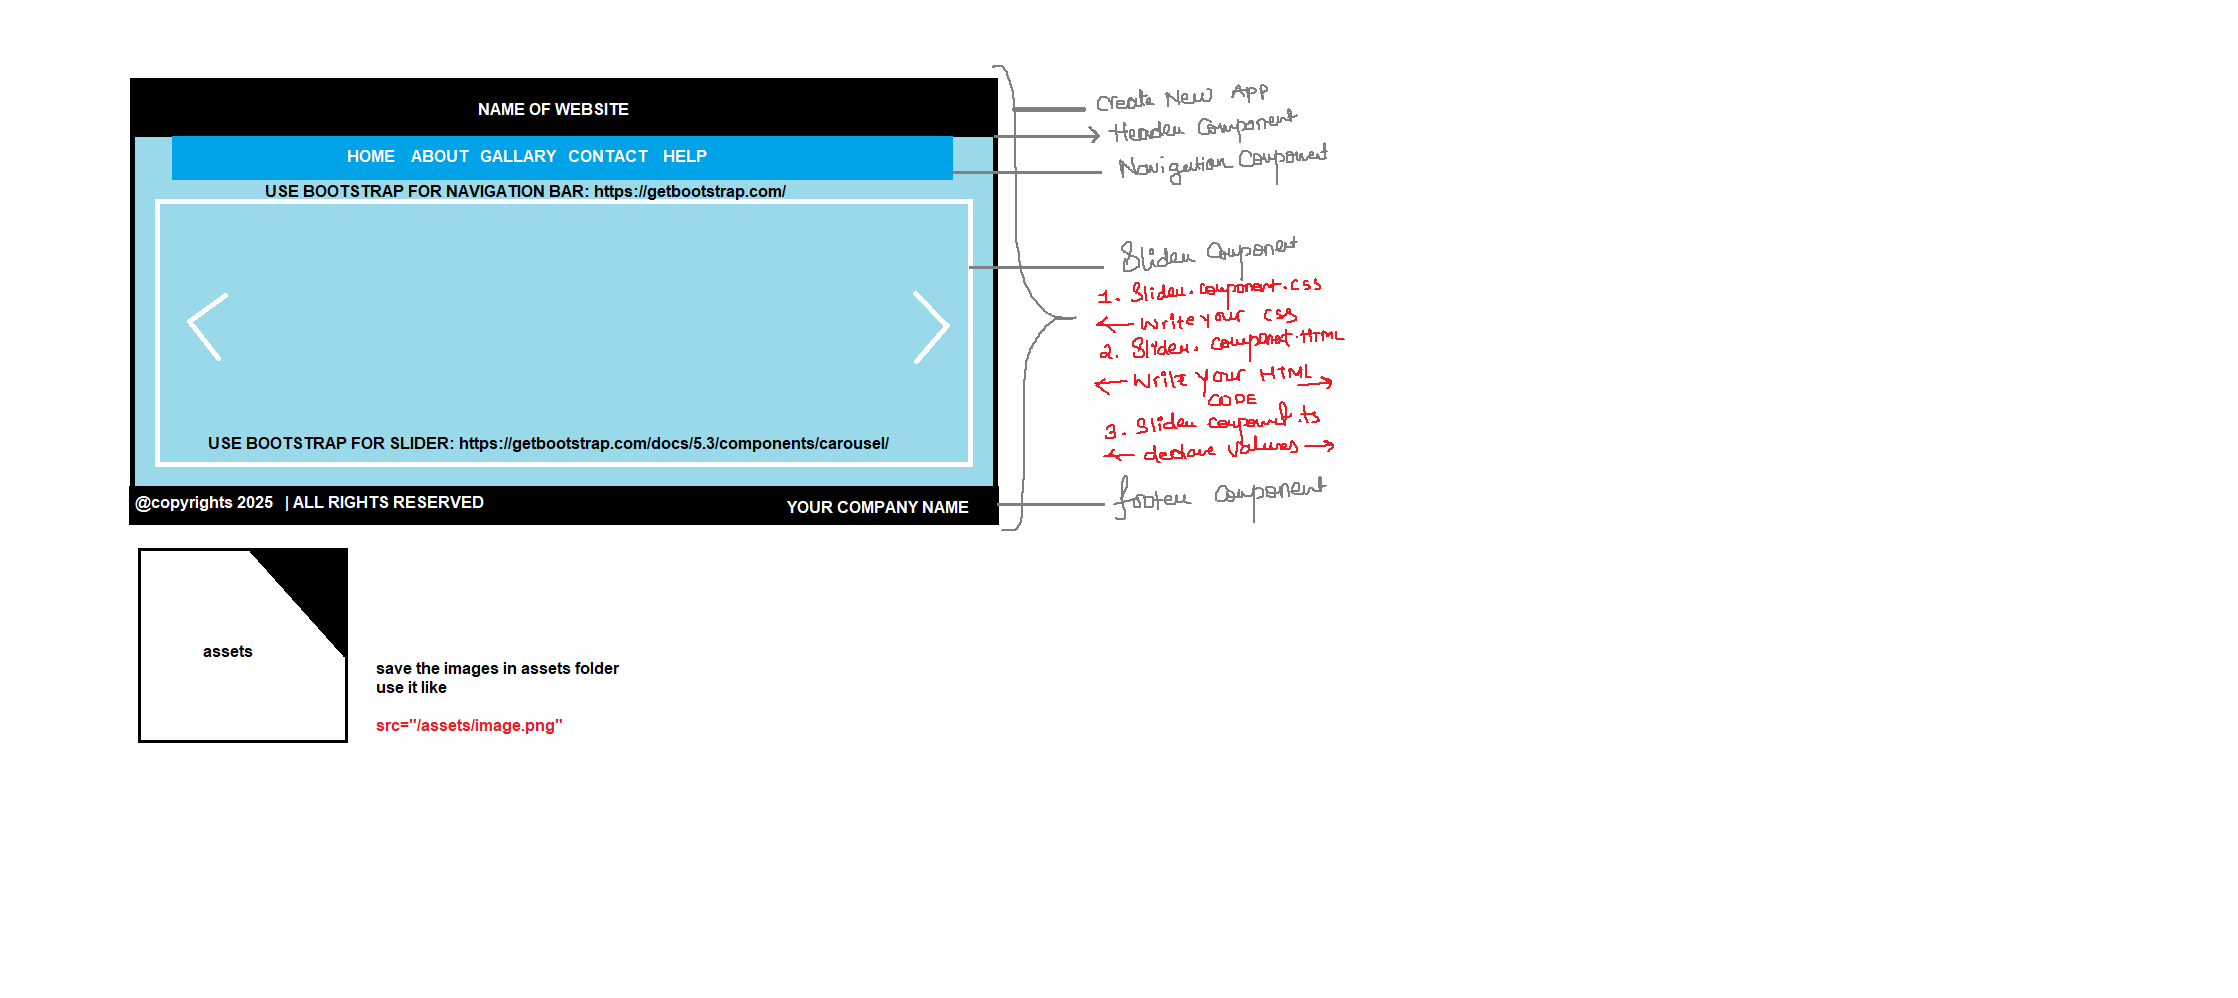 NAME OF WEBSITE
HOME ABOUT GALLARY CONTACT HELP
USE BOOTSTRAP FOR NAVIGATION BAR: https://getbootstrap.com/
USE BOOTSTRAP FOR SLIDER: https://getbootstrap.com/docs/5.3/components/carousel/
@copyrights 2025 | ALL RIGHTS RESERVED
YOUR COMPANY NAME
Create New App
Header Component
Navigation Component
Slider Component
1. Slider.component.css
Write your css
2. Slider.componet.HTML
Write your HTML
CODE
3. Slider component.ts
declare values
footer component
assets
save the images in assets folder
use it like
src="/assets/image.png"